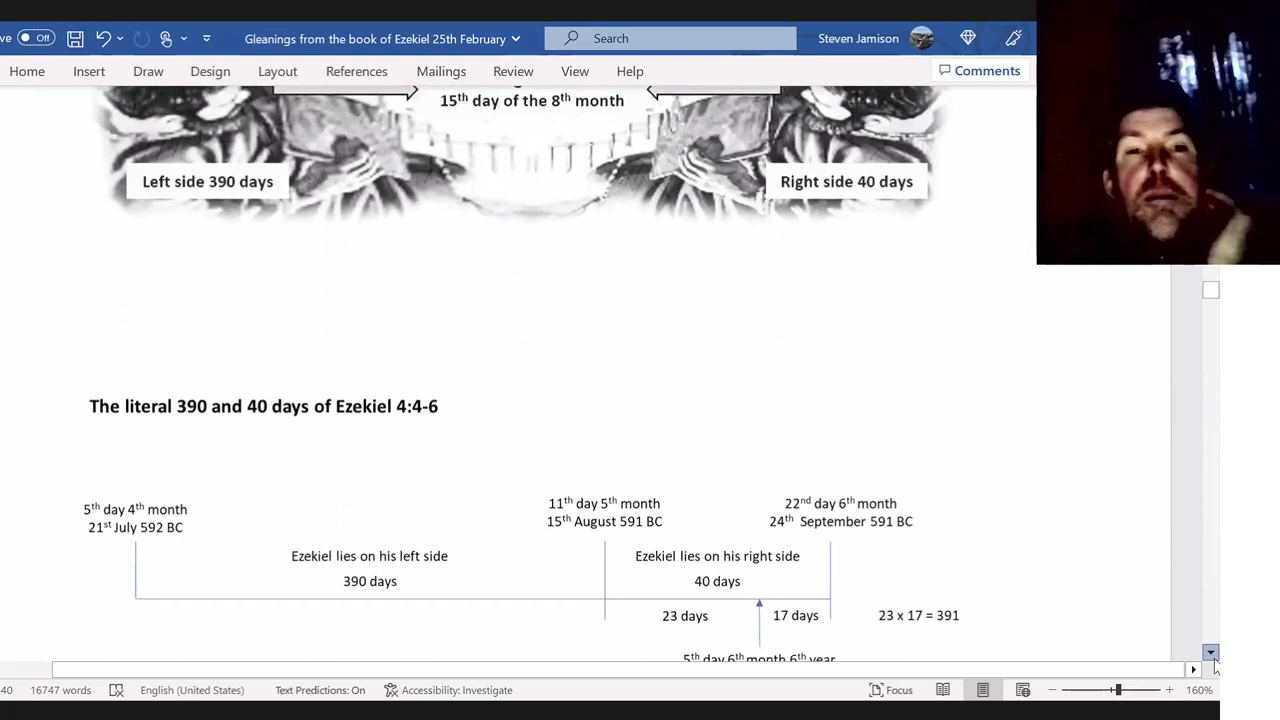 ve Off Gleanings from the book of Ezekiel 25th February Search Steven Jamison
Home Insert Draw Design Layout References Mailings Review View Help Comments
15th day of the 8th month
Left side 390 days Right side 40 days
The literal 390 and 40 days of Ezekiel 4:4-6
5th day 4th month
21st July 592 BC
11th day 5th month
15th August 591 BC
22nd day 6th month
24th September 591 BC
Ezekiel lies on his left side
390 days
Ezekiel lies on his right side
40 days
23 days 17 days 23 x 17 = 391
5th day 6th month 6th year
40 16747 words English (United States) Text Predictions: On Accessibility: Investigate Focus 160%